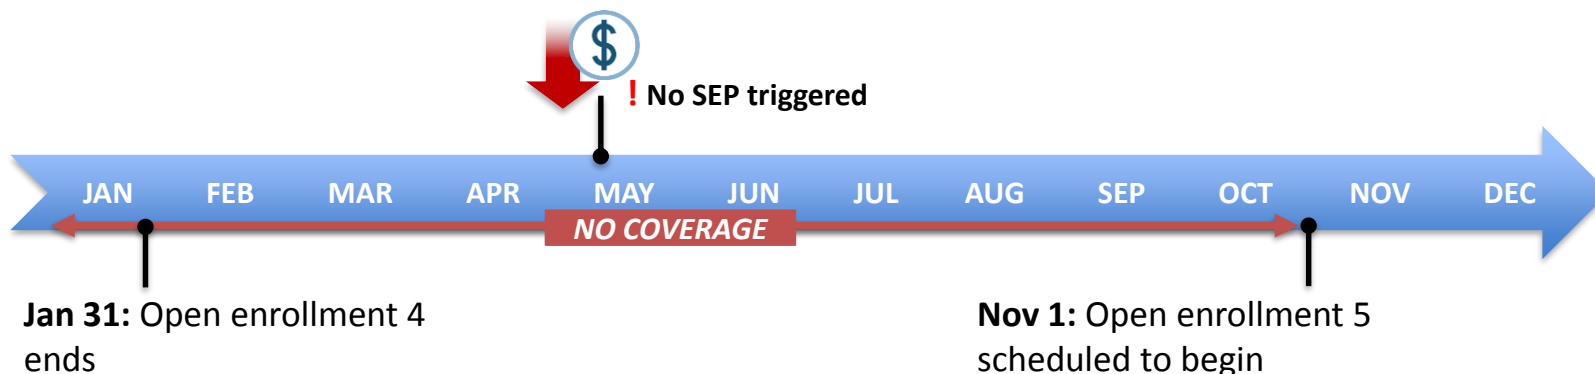 $
! No SEP triggered
JAN FEB MAR APR MAY JUN JUL AUG SEP OCT NOV DEC
NO COVERAGE
Jan 31: Open enrollment 4
ends
Nov 1: Open enrollment 5
scheduled to begin